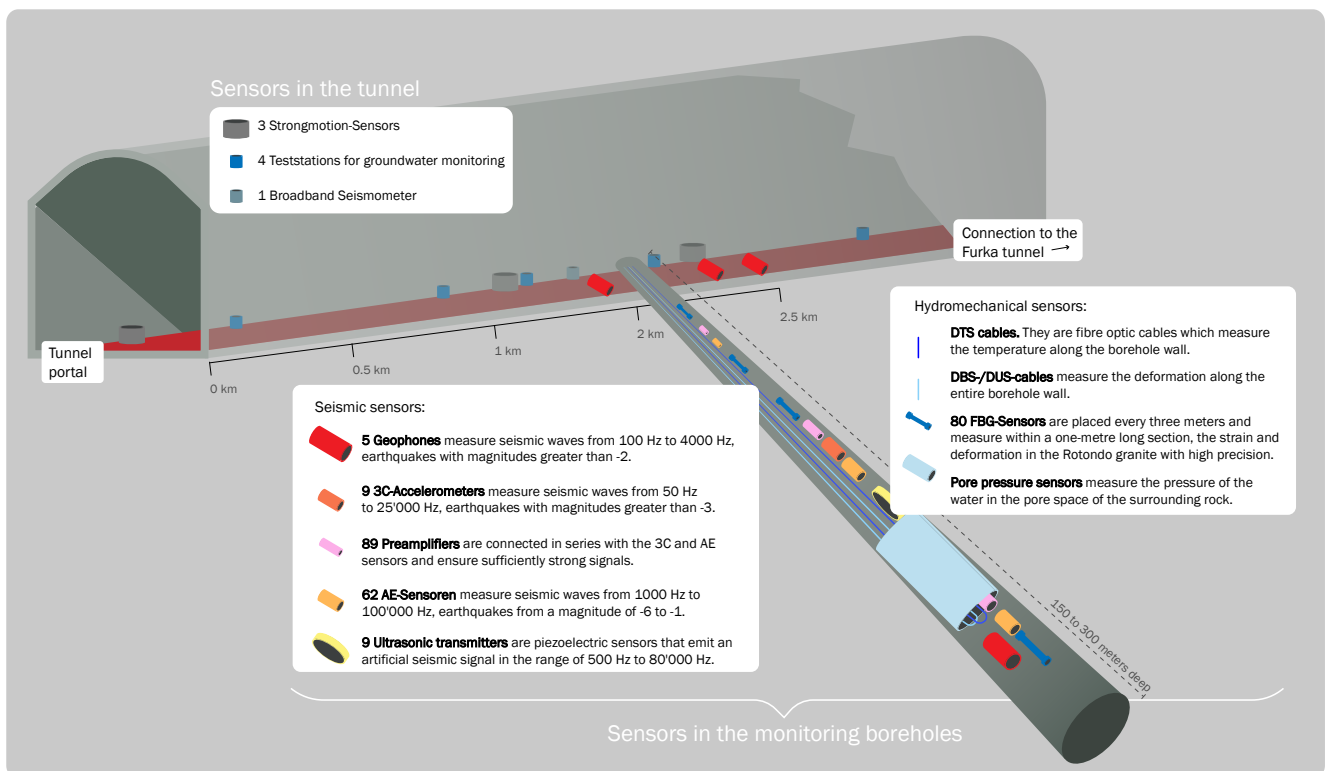 Sensors in the tunnel
3 Strongmotion-Sensors
4 Teststations for groundwater monitoring
1 Broadband Seismometer
Connection to the
Furka tunnel →
Tunnel
portal
0 km
0.5 km
1 km
2 km
2.5 km
Hydromechanical sensors:
DTS cables. They are fibre optic cables which measure
the temperature along the borehole wall.
DBS-/DUS-cables measure the deformation along the
entire borehole wall.
80 FBG-Sensors are placed every three meters and
measure within a one-metre long section, the strain and
deformation in the Rotondo granite with high precision.
Pore pressure sensors measure the pressure of the
water in the pore space of the surrounding rock.
Seismic sensors:
5 Geophones measure seismic waves from 100 Hz to 4000 Hz,
earthquakes with magnitudes greater than -2.
9 3C-Accelerometers measure seismic waves from 50 Hz
to 25'000 Hz, earthquakes with magnitudes greater than -3.
89 Preamplifiers are connected in series with the 3C and AE
sensors and ensure sufficiently strong signals.
62 AE-Sensoren measure seismic waves from 1000 Hz to
100'000 Hz, earthquakes from a magnitude of -6 to -1.
9 Ultrasonic transmitters are piezoelectric sensors that emit an
artificial seismic signal in the range of 500 Hz to 80'000 Hz.
150 to 300 meters deep
Sensors in the monitoring boreholes